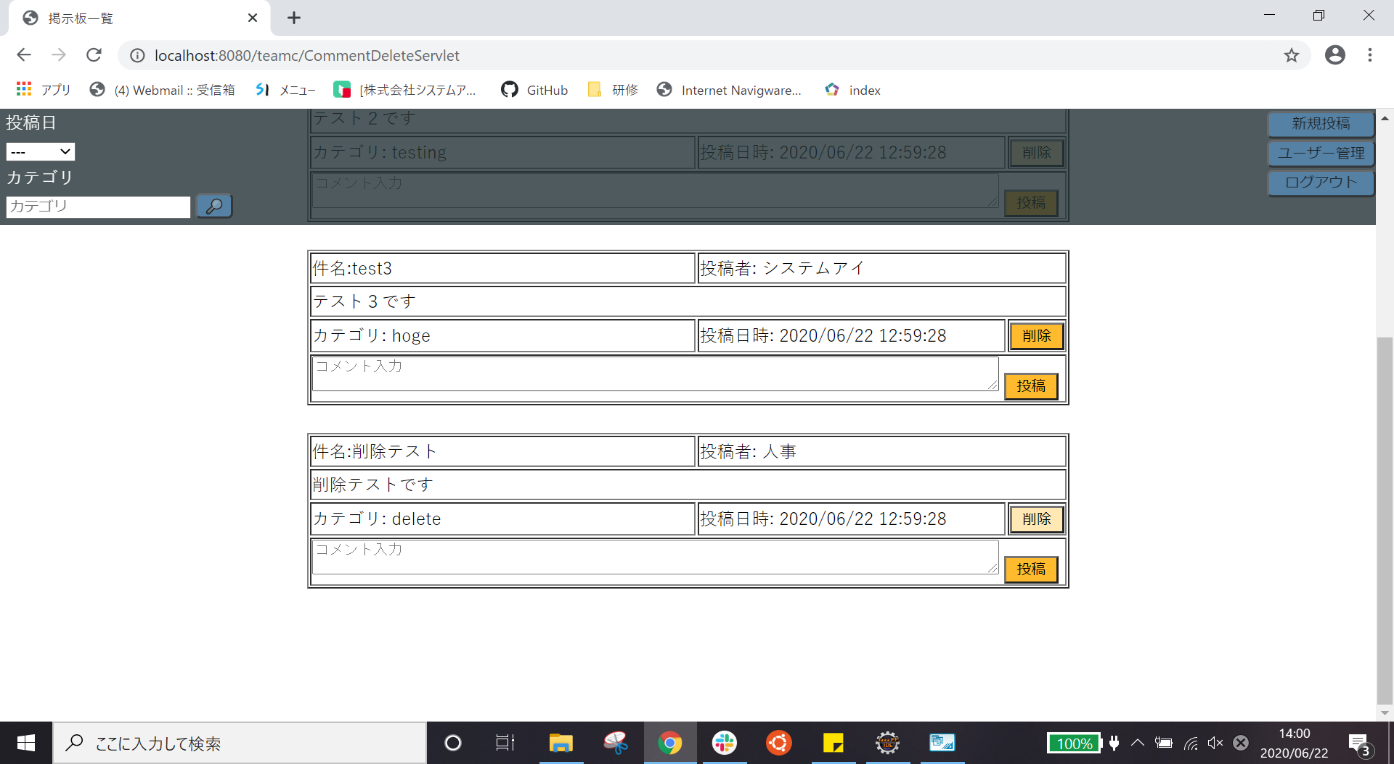 掲示板一覧
localhost:8080/teamc/CommentDeleteServlet
アプリ (4) Webmail :: 受信箱 メニュー [株式会社システムア... GitHub 研修 Internet Navigware... index
投稿日
---
カテゴリ
カテゴリ
新規投稿
ユーザー管理
ログアウト
テスト２です
カテゴリ: testing 投稿日時: 2020/06/22 12:59:28 削除
コメント入力
投稿
件名:test3 投稿者: システムアイ
テスト３です
カテゴリ: hoge 投稿日時: 2020/06/22 12:59:28 削除
コメント入力
投稿
件名:削除テスト 投稿者: 人事
削除テストです
カテゴリ: delete 投稿日時: 2020/06/22 12:59:28 削除
コメント入力
投稿
ここに入力して検索
100%
14:00
2020/06/22
3